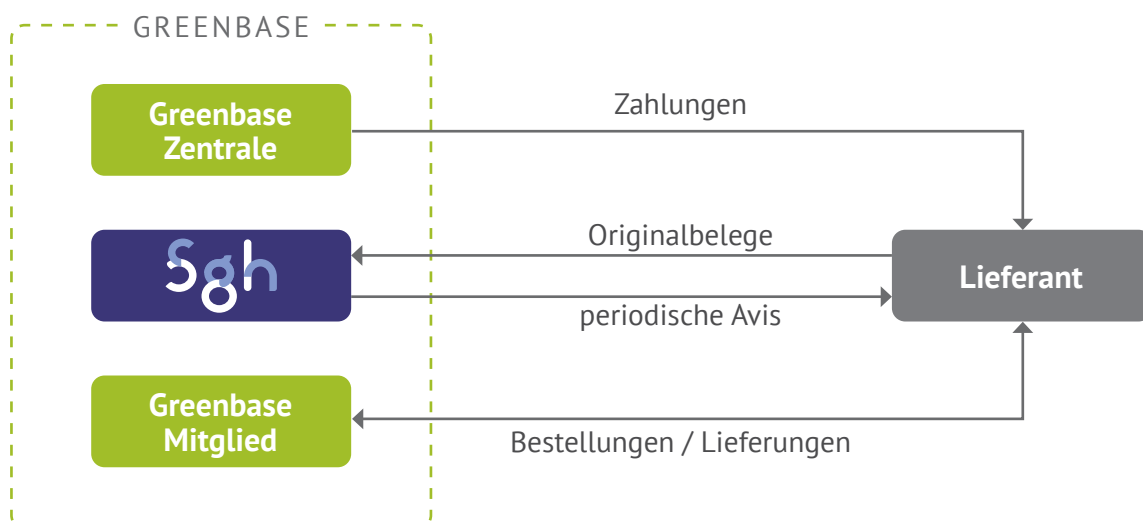 GREENBASE
Greenbase
Zentrale
Zahlungen
Sgh
Originalbelege
Lieferant
periodische Avis
Greenbase
Mitglied
Bestellungen / Lieferungen